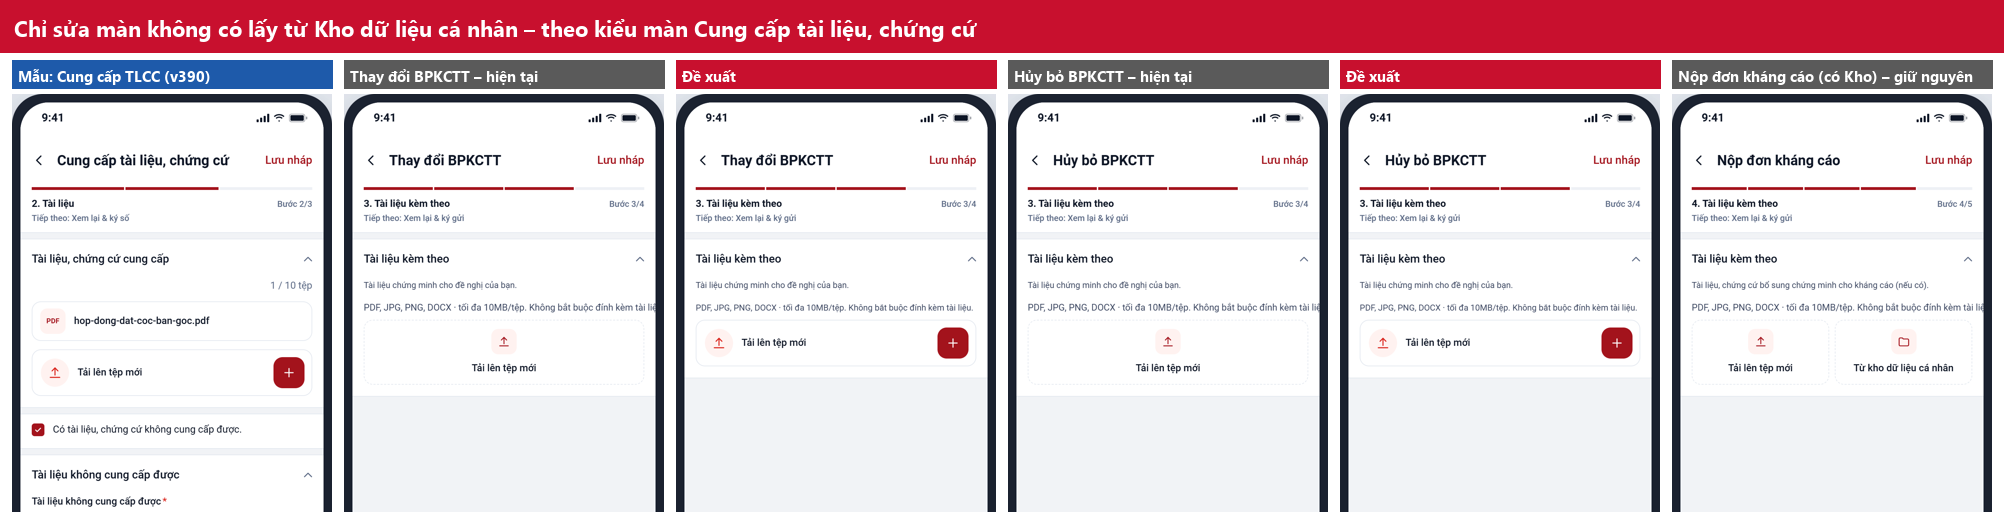 Chỉ sửa màn không có lấy từ Kho dữ liệu cá nhân – theo kiểu màn Cung cấp tài liệu, chứng cứ
Mẫu: Cung cấp TLCC (v390)
9:41
Cung cấp tài liệu, chứng cứ
Lưu nháp
2. Tài liệu
Bước 2/3
Tiếp theo: Xem lại & ký số
Tài liệu, chứng cứ cung cấp
1 / 10 tệp
PDF
hop-dong-dat-coc-ban-goc.pdf
Tải lên tệp mới
Có tài liệu, chứng cứ không cung cấp được.
Tài liệu không cung cấp được
Tài liệu không cung cấp được*
Thay đổi BPKCTT – hiện tại
9:41
Thay đổi BPKCTT
Lưu nháp
3. Tài liệu kèm theo
Bước 3/4
Tiếp theo: Xem lại & ký gửi
Tài liệu kèm theo
Tài liệu chứng minh cho đề nghị của bạn.
PDF, JPG, PNG, DOCX · tối đa 10MB/tệp. Không bắt buộc đính kèm tài liệ
Tải lên tệp mới
Đề xuất
9:41
Thay đổi BPKCTT
Lưu nháp
3. Tài liệu kèm theo
Bước 3/4
Tiếp theo: Xem lại & ký gửi
Tài liệu kèm theo
Tài liệu chứng minh cho đề nghị của bạn.
PDF, JPG, PNG, DOCX · tối đa 10MB/tệp. Không bắt buộc đính kèm tài liệu.
Tải lên tệp mới
Hủy bỏ BPKCTT – hiện tại
9:41
Hủy bỏ BPKCTT
Lưu nháp
3. Tài liệu kèm theo
Bước 3/4
Tiếp theo: Xem lại & ký gửi
Tài liệu kèm theo
Tài liệu chứng minh cho đề nghị của bạn.
PDF, JPG, PNG, DOCX · tối đa 10MB/tệp. Không bắt buộc đính kèm tài liệ
Tải lên tệp mới
Đề xuất
9:41
Hủy bỏ BPKCTT
Lưu nháp
3. Tài liệu kèm theo
Bước 3/4
Tiếp theo: Xem lại & ký gửi
Tài liệu kèm theo
Tài liệu chứng minh cho đề nghị của bạn.
PDF, JPG, PNG, DOCX · tối đa 10MB/tệp. Không bắt buộc đính kèm tài liệu.
Tải lên tệp mới
Nộp đơn kháng cáo (có Kho) – giữ nguyên
9:41
Nộp đơn kháng cáo
Lưu nháp
4. Tài liệu kèm theo
Bước 4/5
Tiếp theo: Xem lại & ký gửi
Tài liệu kèm theo
Tài liệu, chứng cứ bổ sung chứng minh cho kháng cáo (nếu có).
PDF, JPG, PNG, DOCX · tối đa 10MB/tệp. Không bắt buộc đính kèm tài liệ
Tải lên tệp mới
Từ kho dữ liệu cá nhân